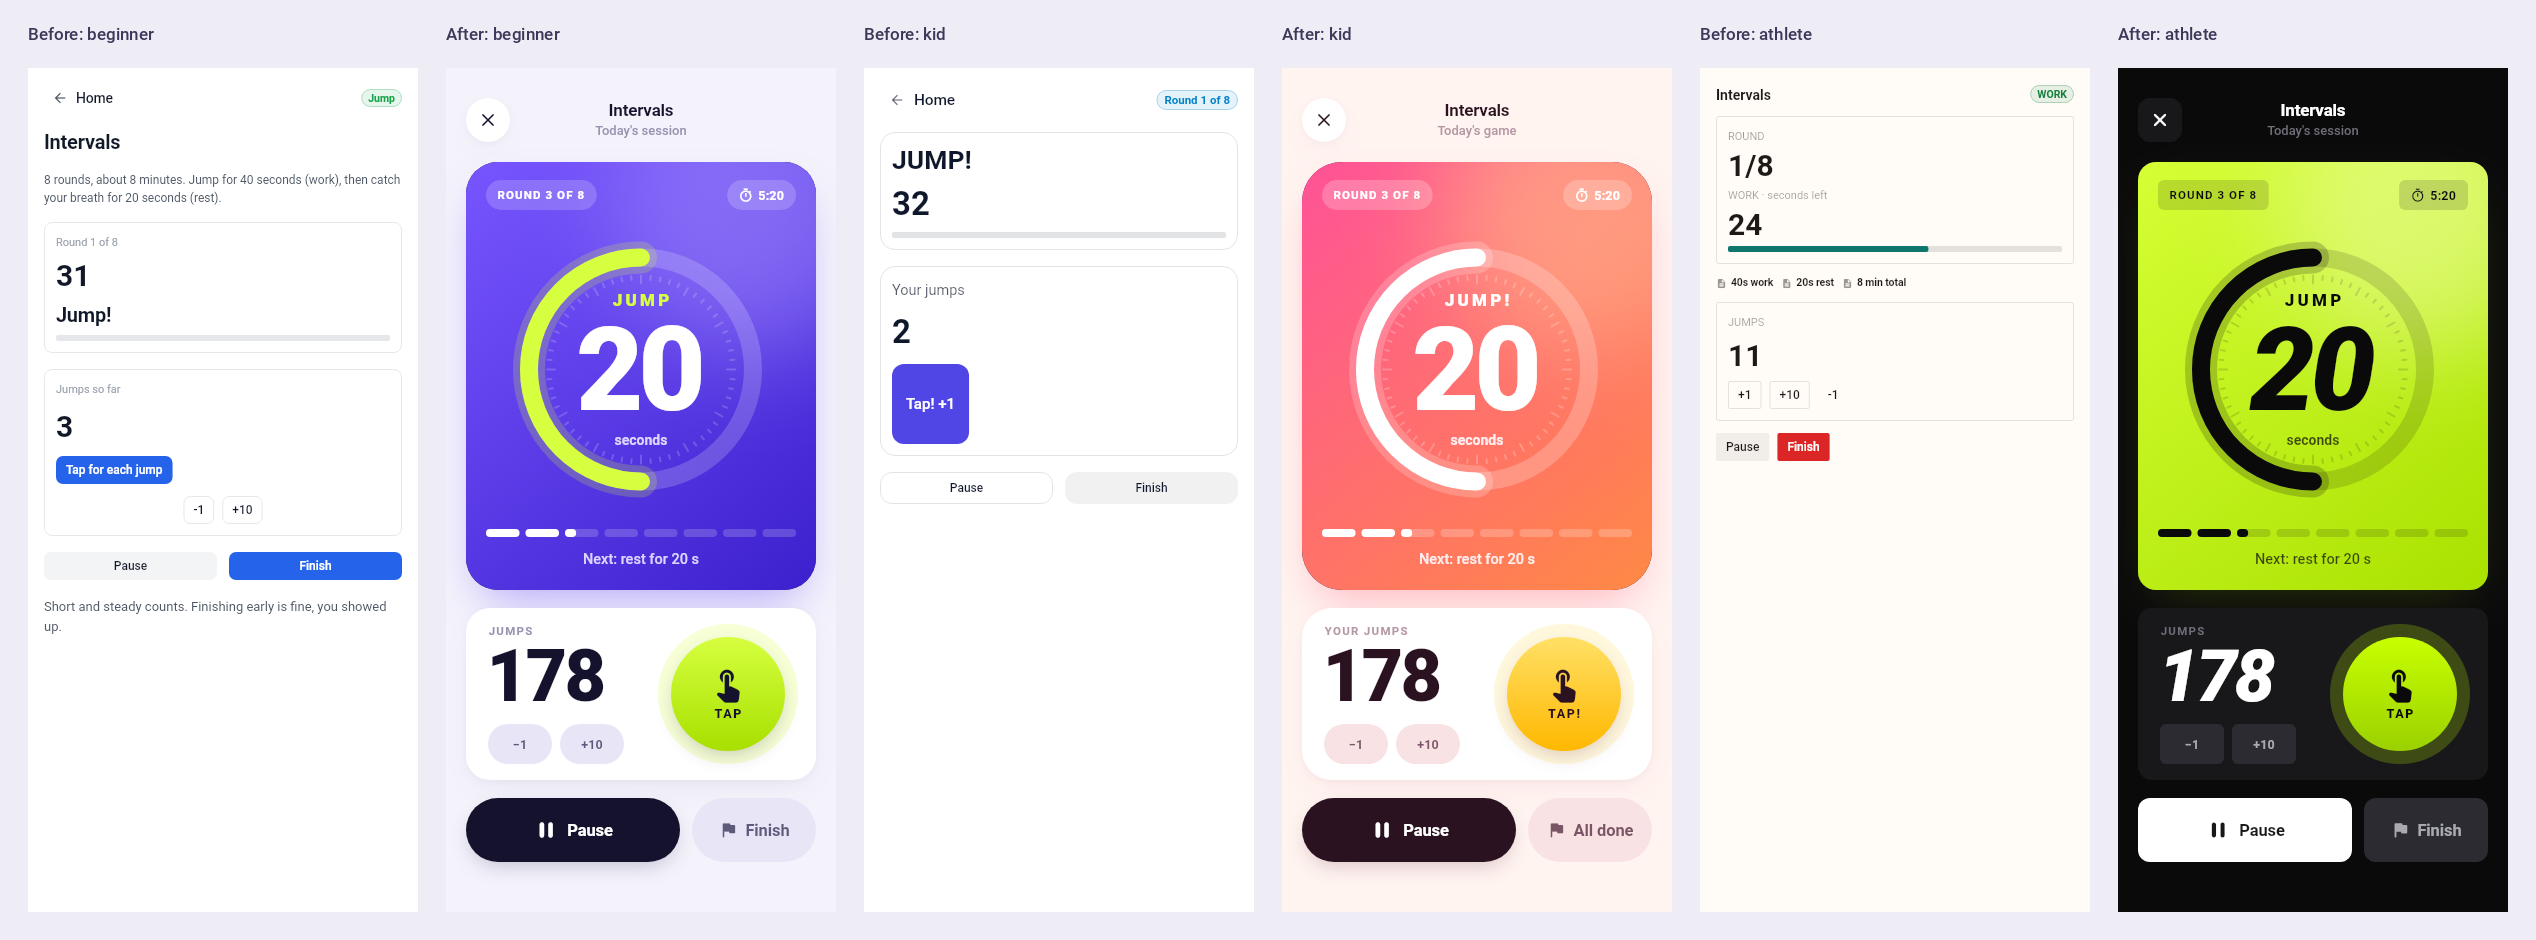 Before: beginner
Home
Jump
Intervals
8 rounds, about 8 minutes. Jump for 40 seconds (work), then catch
your breath for 20 seconds (rest).
Round 1 of 8
31
Jump!
Jumps so far
3
Tap for each jump
-1
+10
Pause
Finish
Short and steady counts. Finishing early is fine, you showed
up.
After: beginner
Intervals
Today's session
ROUND 3 OF 8
5:20
JUMP
20
seconds
Next: rest for 20 s
JUMPS
178
TAP
−1
+10
Pause
Finish
Before: kid
Home
Round 1 of 8
JUMP!
32
Your jumps
2
Tap! +1
Pause
Finish
After: kid
Intervals
Today's game
ROUND 3 OF 8
5:20
JUMP!
20
seconds
Next: rest for 20 s
YOUR JUMPS
178
TAP!
−1
+10
Pause
All done
Before: athlete
Intervals
WORK
ROUND
1/8
WORK · seconds left
24
40s work
20s rest
8 min total
JUMPS
11
+1
+10
-1
Pause
Finish
After: athlete
Intervals
Today's session
ROUND 3 OF 8
5:20
JUMP
20
seconds
Next: rest for 20 s
JUMPS
178
TAP
−1
+10
Pause
Finish